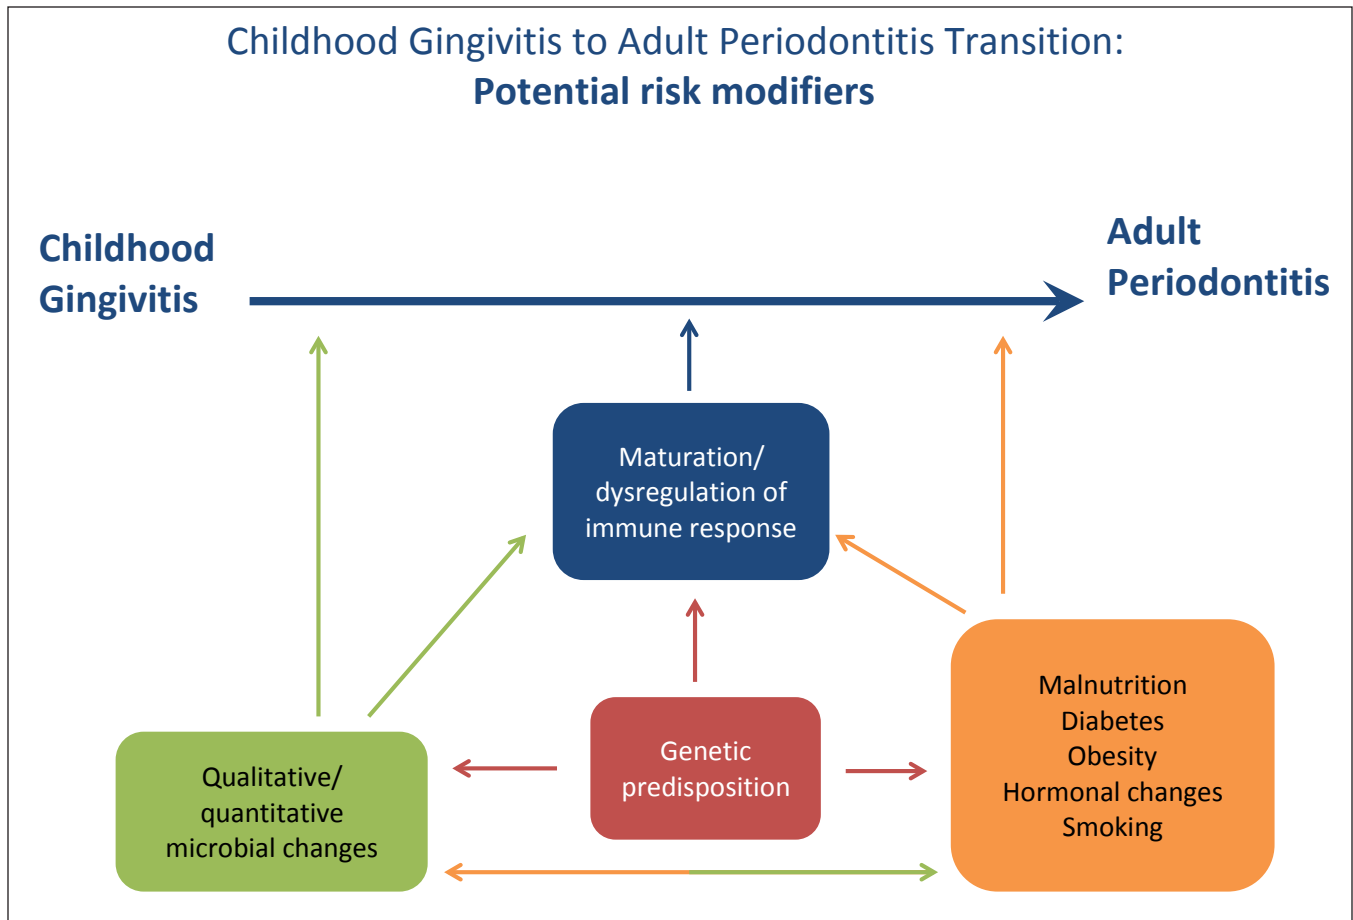 Childhood Gingivitis to Adult Periodontitis Transition:
Potential risk modifiers
Childhood
Gingivitis
Adult
Periodontitis
Maturation/
dysregulation of
immune response
Genetic
predisposition
Qualitative/
quantitative
microbial changes
Malnutrition
Diabetes
Obesity
Hormonal changes
Smoking